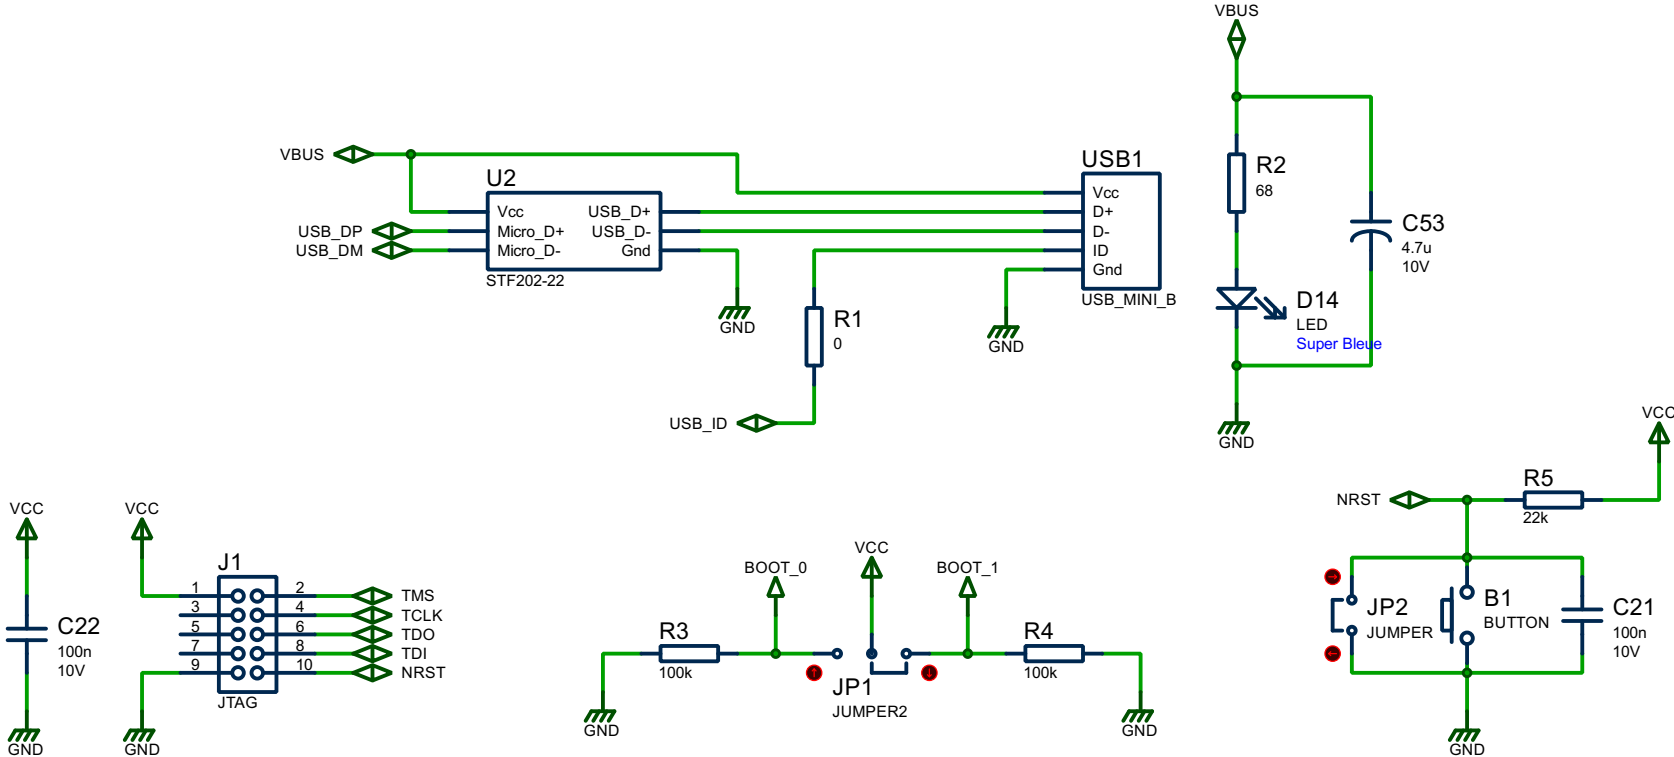 VBUS
VBUS
U2
Vcc
Micro_D+
Micro_D-
USB_D+
USB_D-
Gnd
STF202-22
USB_DP
USB_DM
GND
USB1
Vcc
D+
D-
ID
Gnd
USB_MINI_B
GND
R1
0
USB_ID
R2
68
C53
4.7u
10V
D14
LED
Super Bleue
GND
VCC
C22
100n
10V
GND
VCC
J1
1 2
3 4
5 6
7 8
9 10
TMS
TCLK
TDO
TDI
NRST
JTAG
GND
BOOT_0
VCC
BOOT_1
R3
100k
R4
100k
JP1
JUMPER2
GND
GND
VCC
NRST
R5
22k
JP2
JUMPER
B1
BUTTON
C21
100n
10V
GND